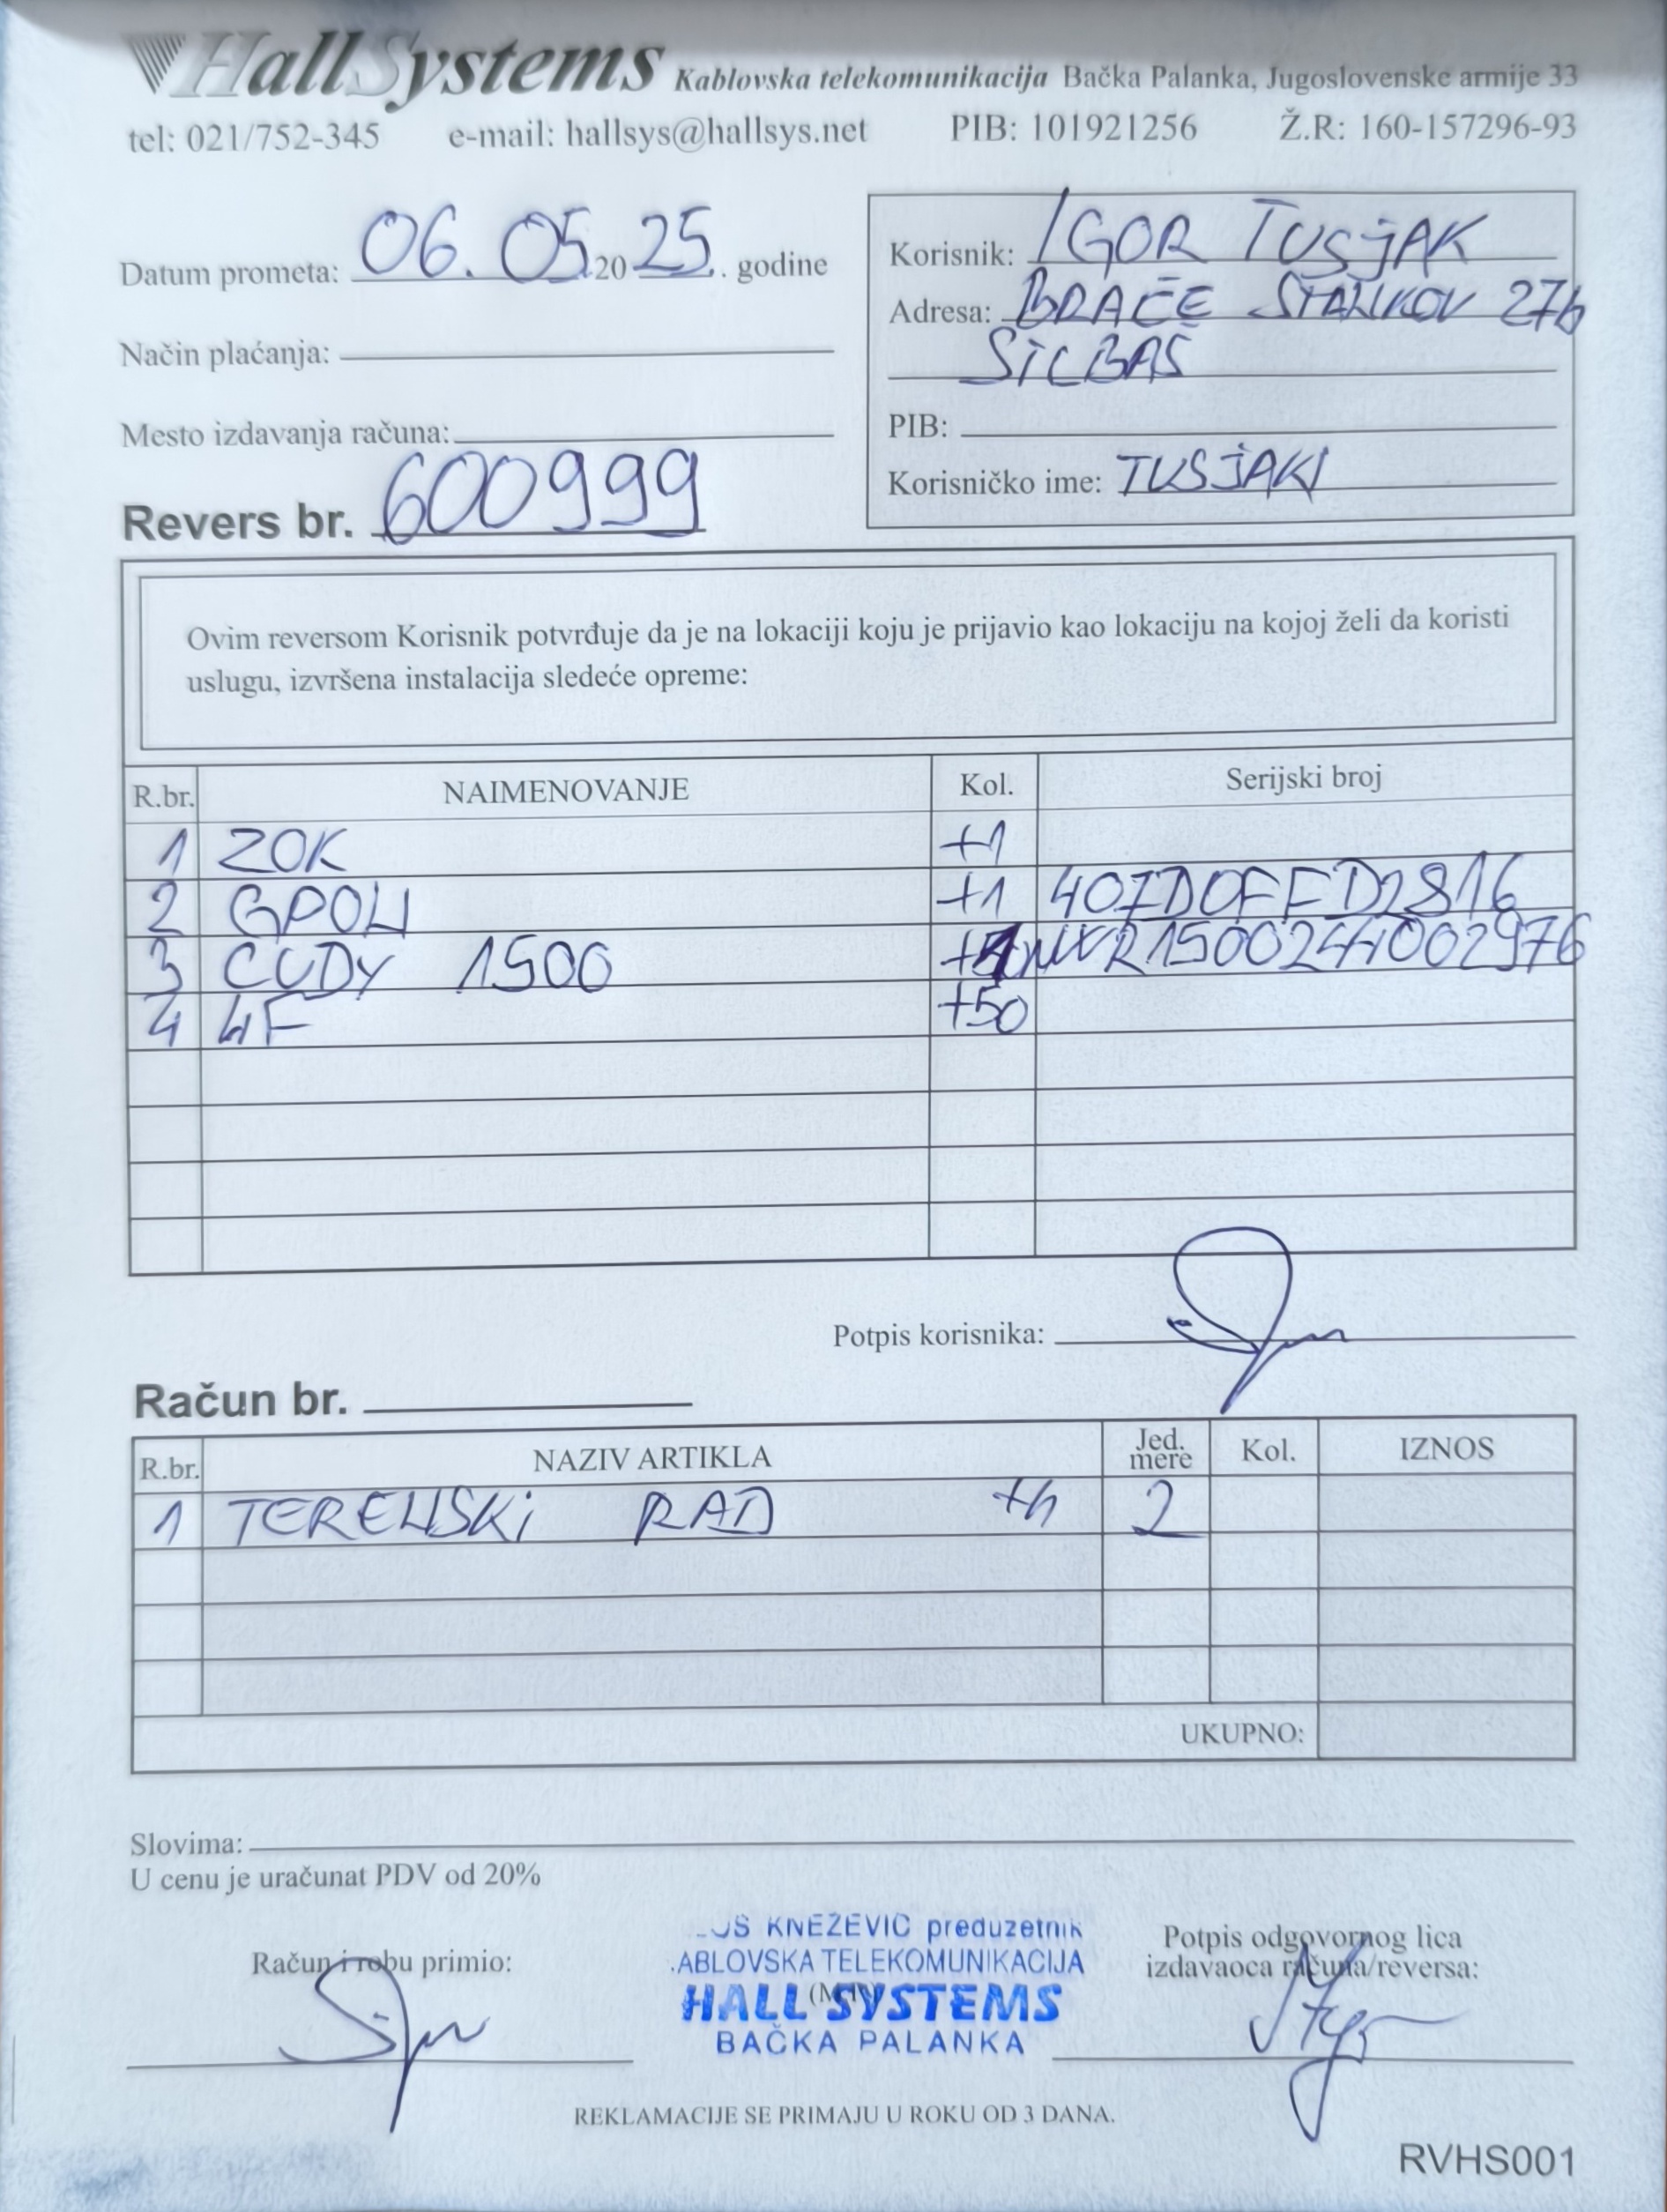 HallSystems Kablovska telekomunikacija Bačka Palanka, Jugoslovenske armije 33
tel: 021/752-345 e-mail: hallsys@hallsys.net PIB: 101921256 Ž.R: 160-157296-93
Datum prometa: 06.05.2025. godine
Način plaćanja:
Mesto izdavanja računa:
Revers br. 600999
Korisnik: IGOR TUSJAK
Adresa: BRAĆE 27b
SILBAŠ
PIB:
Korisničko ime: TUSJAKI
Ovim reversom Korisnik potvrđuje da je na lokaciji koju je prijavio kao lokaciju na kojoj želi da koristi
uslugu, izvršena instalacija sledeće opreme:
R.br. NAIMENOVANJE Kol. Serijski broj
1 ZOK +1
2 GPON +1
3 CUDY 1500 +1
4 4F +50
Potpis korisnika:
Račun br.
R.br. NAZIV ARTIKLA Jed. mere Kol. IZNOS
1 TERENSKI RAD +h 2
UKUPNO:
Slovima:
U cenu je uračunat PDV od 20%
Račun i robu primio:
KNEŽEVIĆ preduzetnik
ABLOVSKA TELEKOMUNIKACIJA
HALL SYSTEMS
BAČKA PALANKA
Potpis odgovornog lica
izdavaoca računa/reversa:
REKLAMACIJE SE PRIMAJU U ROKU OD 3 DANA.
RVHS001